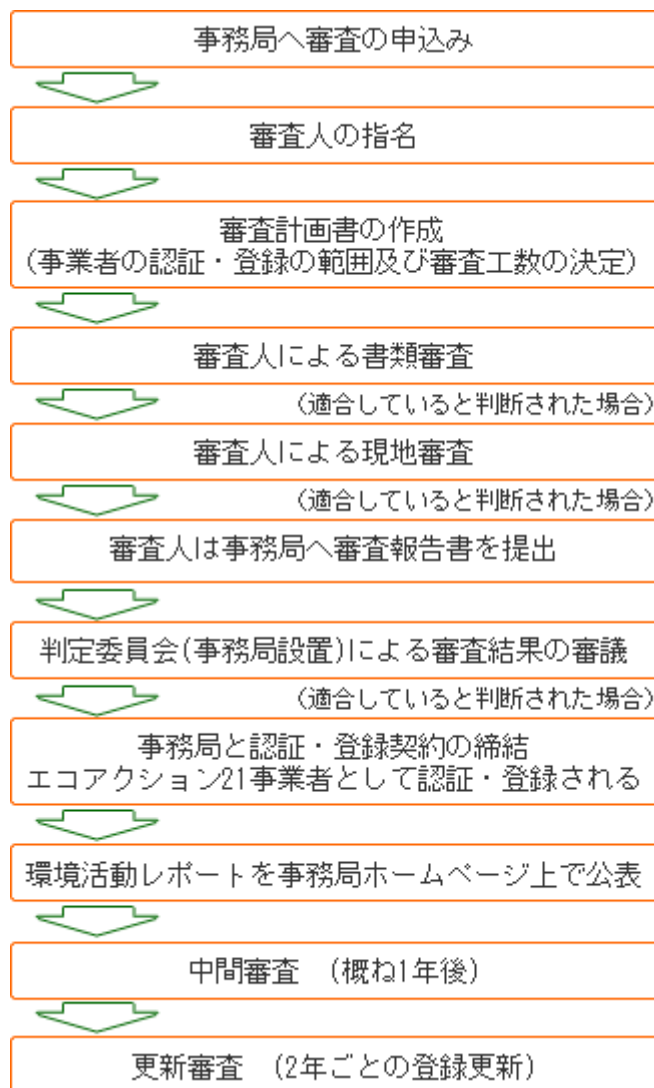 事務局へ審査の申込み
審査人の指名
審査計画書の作成
(事業者の認証・登録の範囲及び審査工数の決定)
審査人による書類審査
(適合していると判断された場合)
審査人による現地審査
(適合していると判断された場合)
審査人は事務局へ審査報告書を提出
判定委員会(事務局設置)による審査結果の審議
(適合していると判断された場合)
事務局と認証・登録契約の締結
エコアクション21事業者として認証・登録される
環境活動レポートを事務局ホームページ上で公表
中間審査　(概ね1年後)
更新審査　(2年ごとの登録更新)